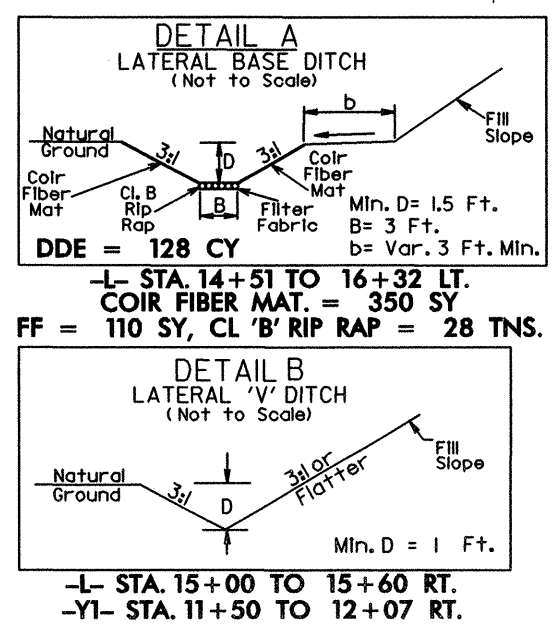 DETAIL A
LATERAL BASE DITCH
(Not to Scale)
b
Natural
Ground
3:1
D
3:1
Fill
Slope
Coir
Fiber
Mat
Cl. B
Rip
Rap
B
Filter
Fabric
Coir
Fiber
Mat
Min. D= 1.5 Ft.
B= 3 Ft.
b= Var. 3 Ft. Min.
DDE = 128 CY
-L- STA. 14+51 TO 16+32 LT.
COIR FIBER MAT. = 350 SY
FF = 110 SY, CL 'B' RIP RAP = 28 TNS.
DETAIL B
LATERAL 'V' DITCH
(Not to Scale)
Natural
Ground
3:1
D
3:1 or
Flatter
Fill
Slope
Min. D = 1 Ft.
-L- STA. 15+00 TO 15+60 RT.
-Y1- STA. 11+50 TO 12+07 RT.